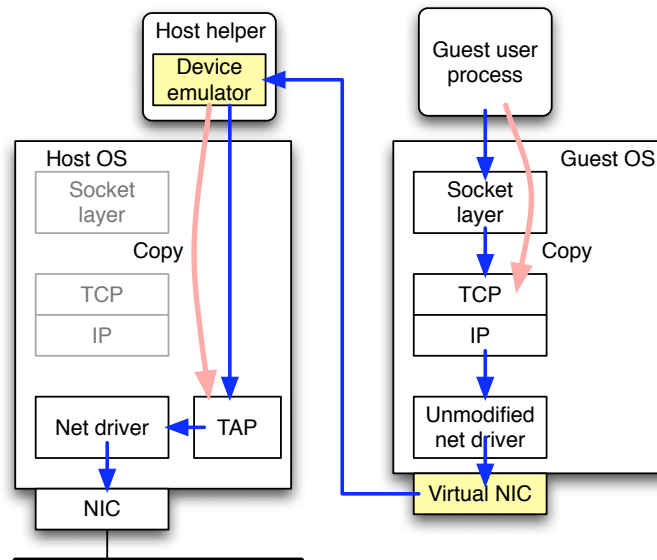 Host helper
Device
emulator
Guest user
process
Host OS
Guest OS
Socket
layer
Socket
layer
Copy
Copy
TCP
TCP
IP
IP
Net driver
TAP
Unmodified
net driver
Virtual NIC
NIC